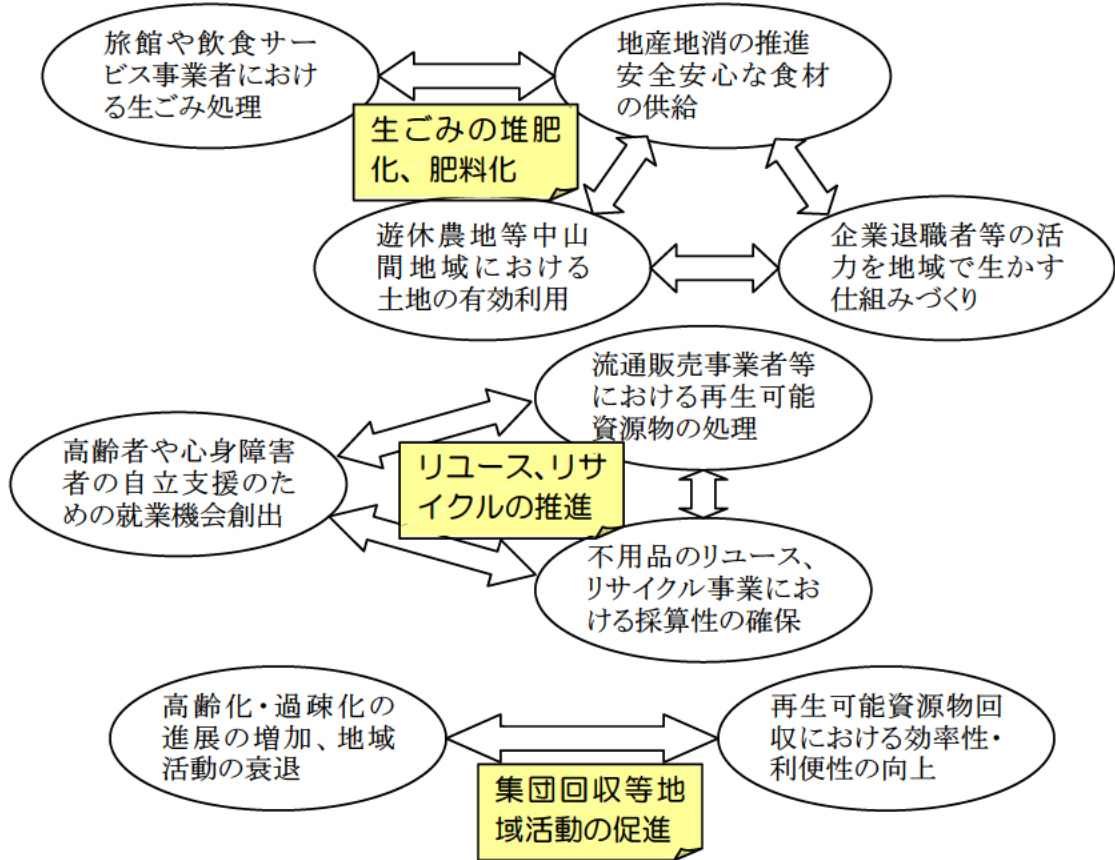 旅館や飲食サー
ビス事業者におけ
る生ごみ処理
地産地消の推進
安全安心な食材
の供給
生ごみの堆肥
化、肥料化
遊休農地等中山
間地域における
土地の有効利用
企業退職者等の活
力を地域で生かす
仕組みづくり
流通販売事業者等
における再生可能
資源物の処理
高齢者や心身障害
者の自立支援のた
めの就業機会創出
リユース、リサ
イクルの推進
不用品のリユース、
リサイクル事業にお
ける採算性の確保
高齢化・過疎化の
進展の増加、地域
活動の衰退
再生可能資源物回
収における効率性・
利便性の向上
集団回収等地
域活動の促進